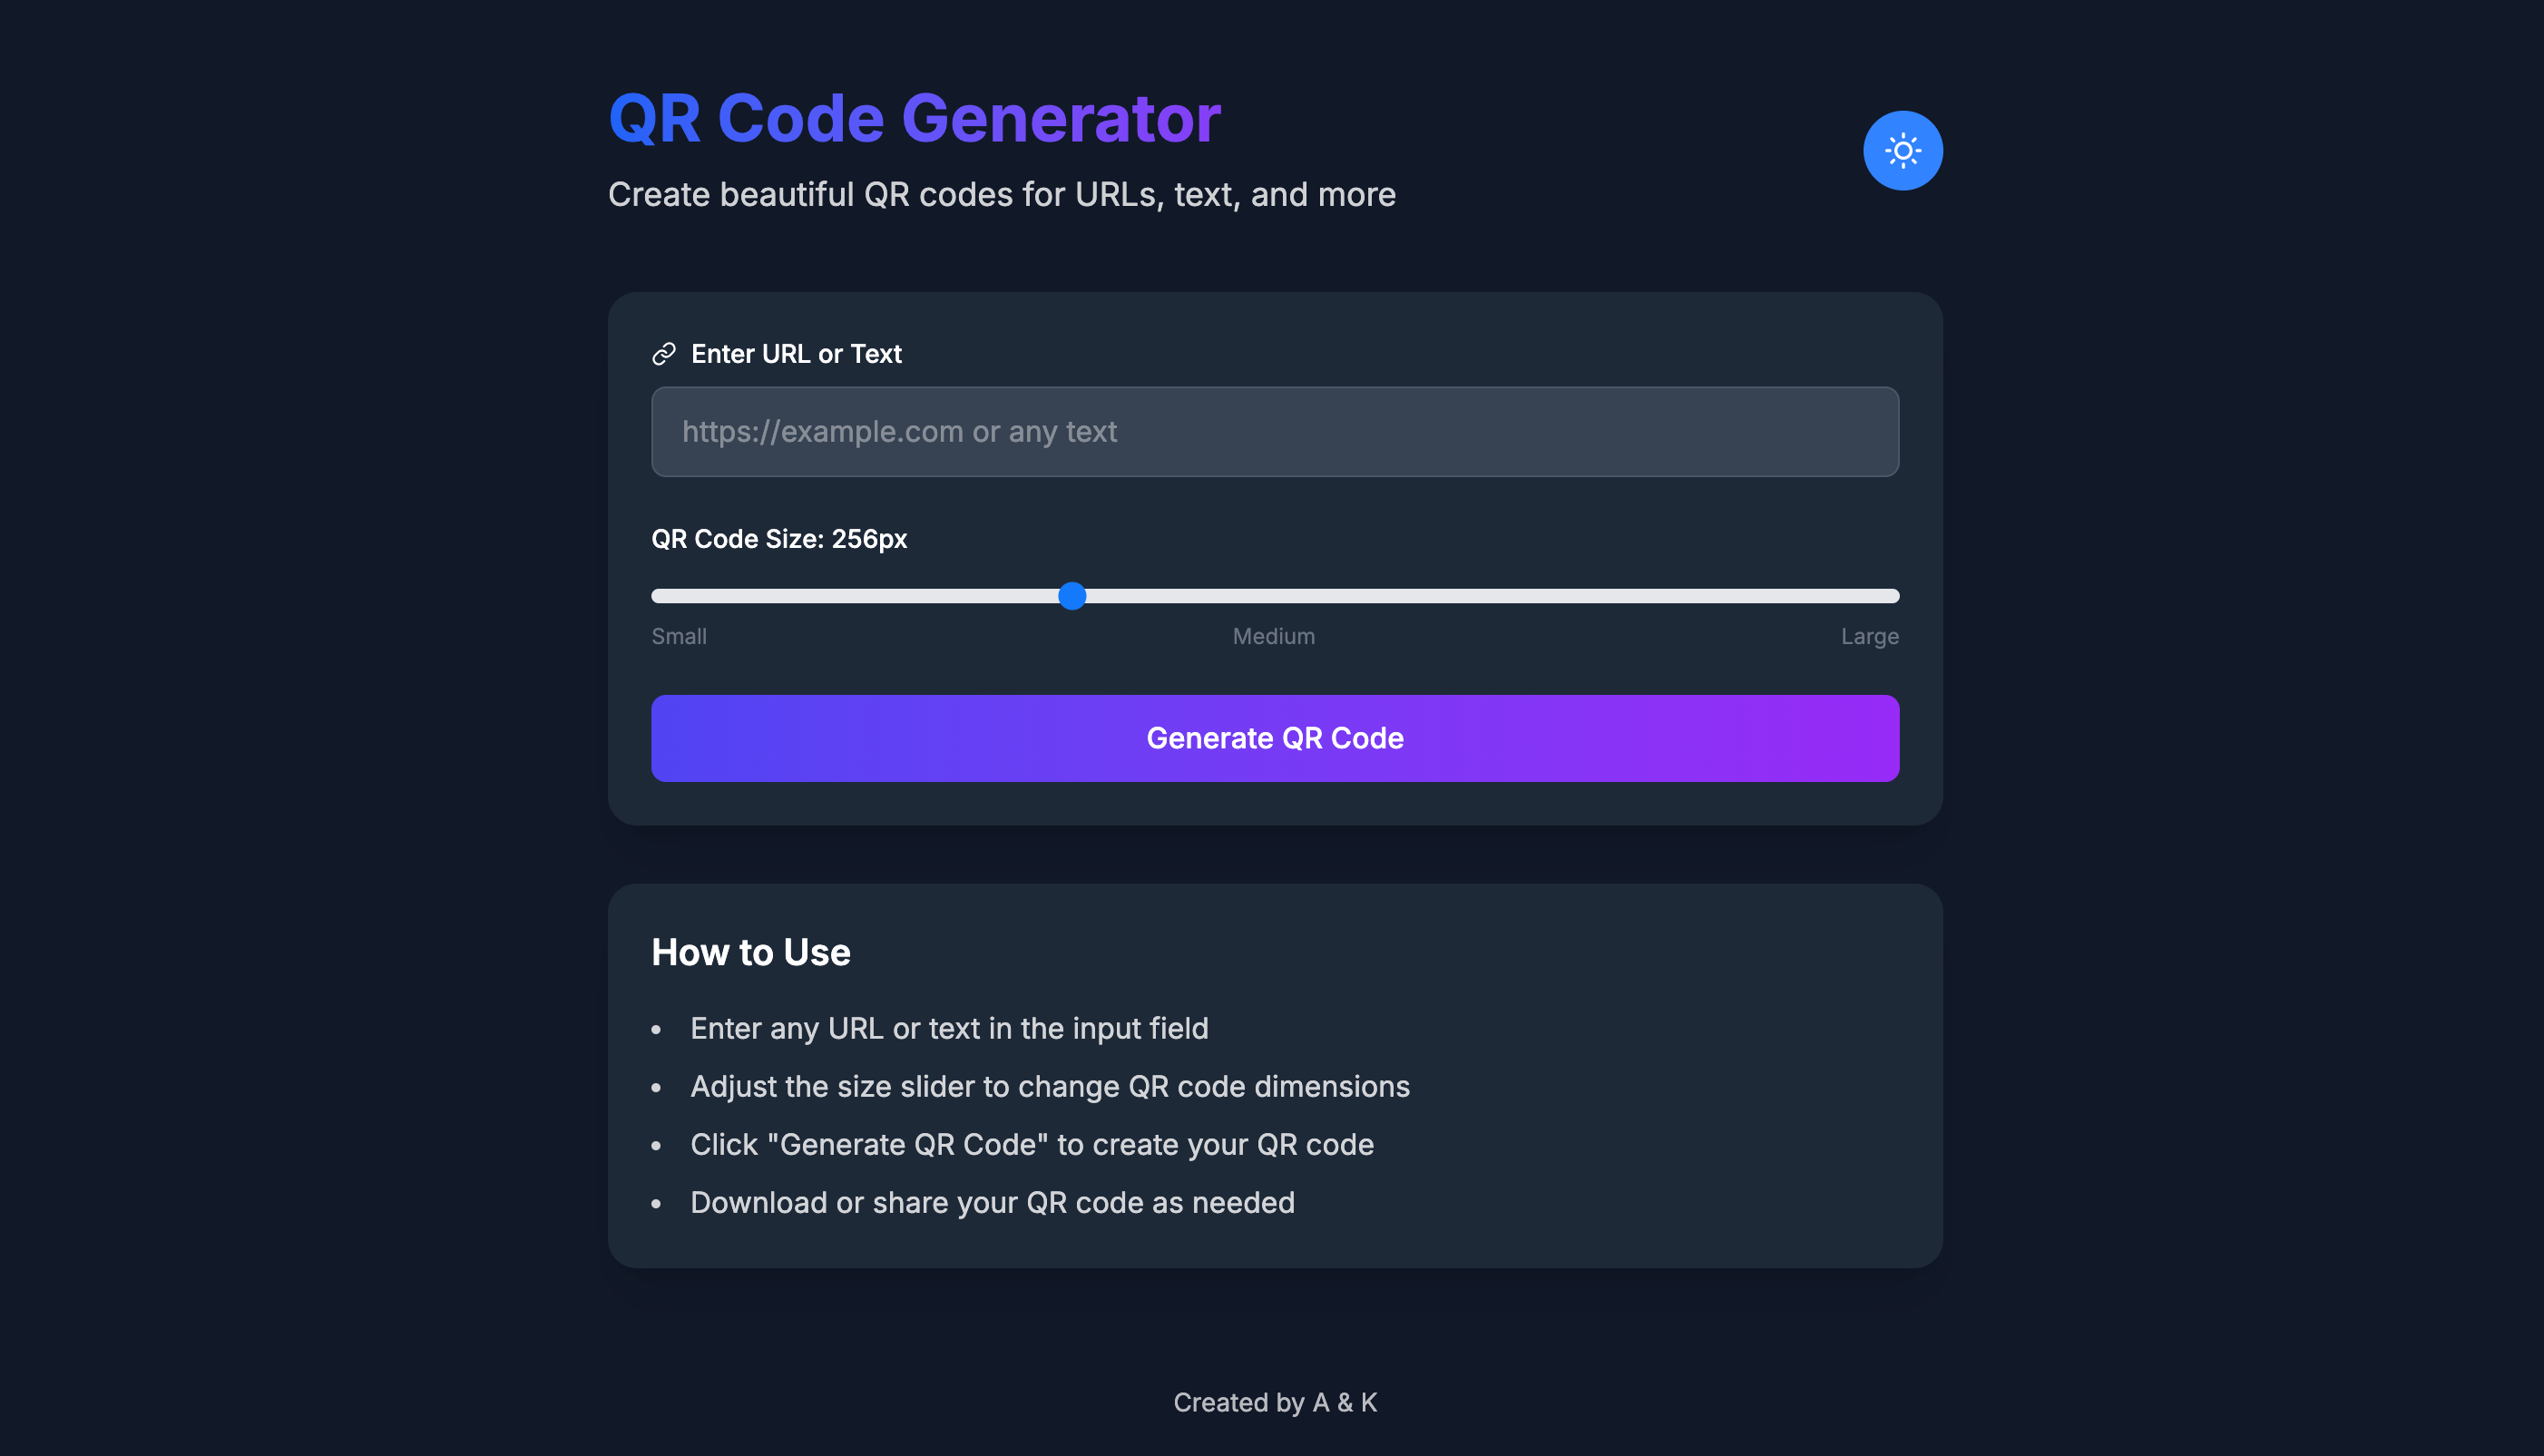 QR Code Generator
Create beautiful QR codes for URLs, text, and more
Enter URL or Text
https://example.com or any text
QR Code Size: 256px
Small Medium Large
Generate QR Code
How to Use
• Enter any URL or text in the input field
• Adjust the size slider to change QR code dimensions
• Click "Generate QR Code" to create your QR code
• Download or share your QR code as needed
Created by A & K